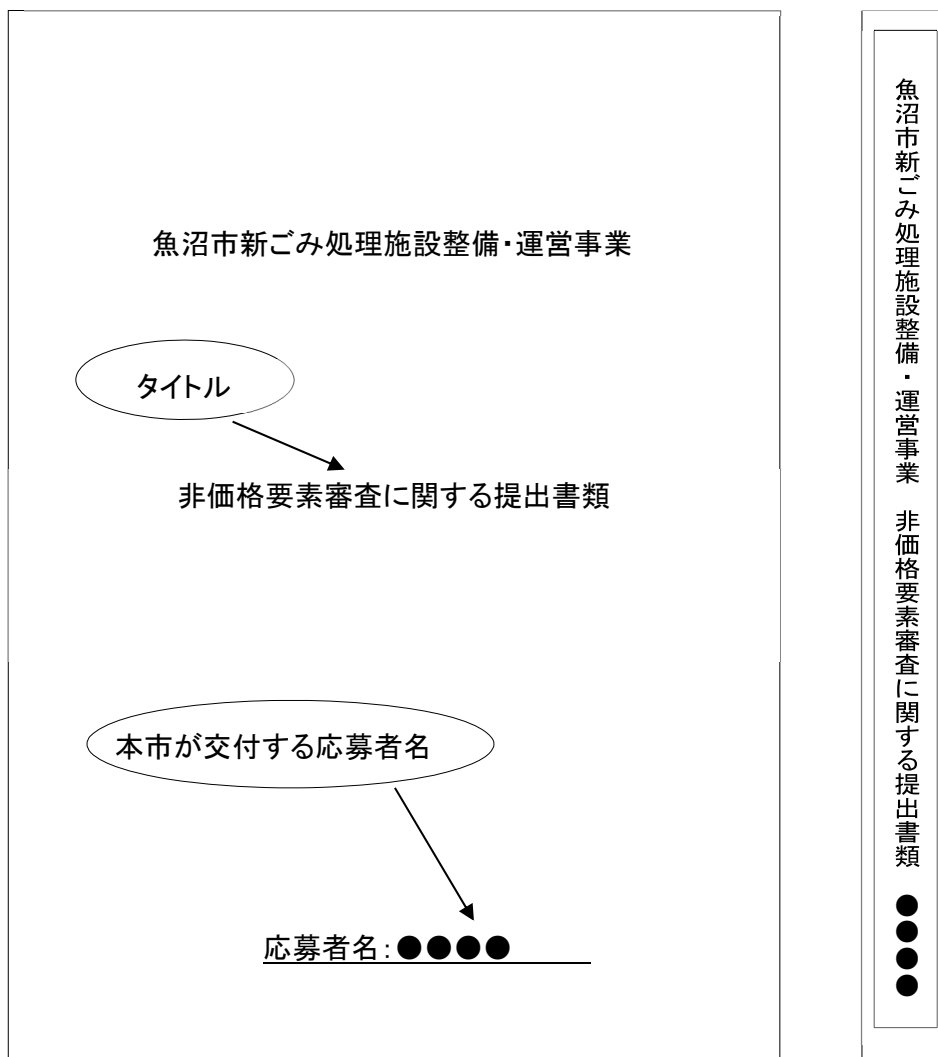 魚沼市新ごみ処理施設整備・運営事業
タイトル
非価格要素審査に関する提出書類
本市が交付する応募者名
応募者名:●●●●
魚沼市新ごみ処理施設整備・運営事業　非価格要素審査に関する提出書類　●●●●